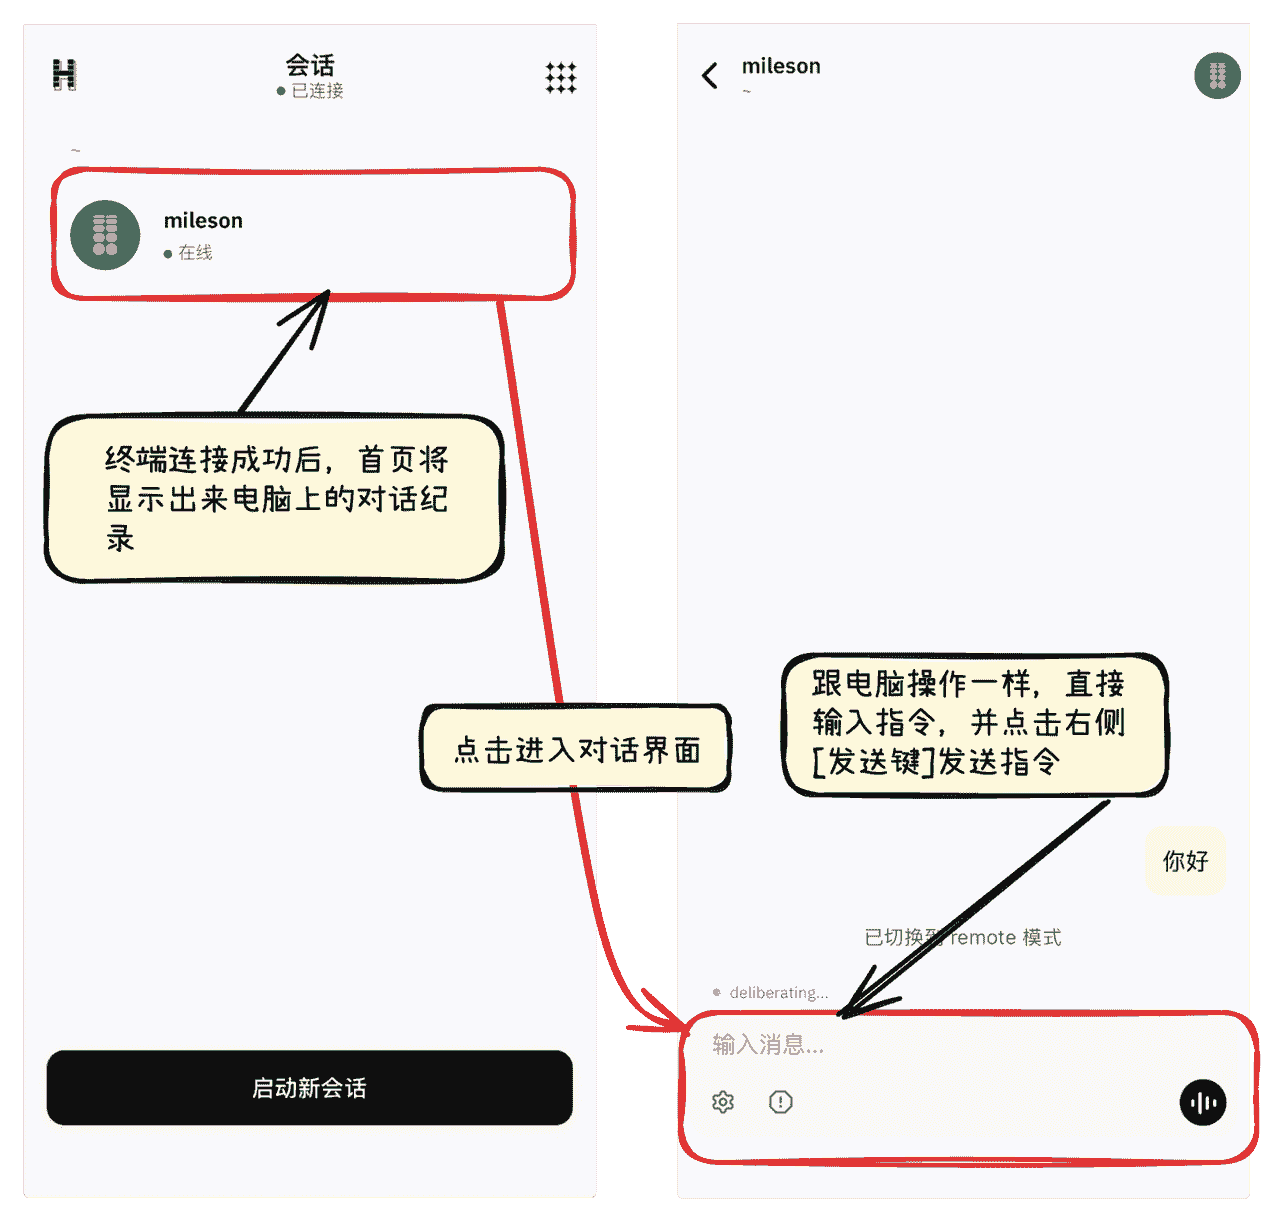 H
会话
已连接
~
mileson
在线
终端连接成功后，首页将
显示出来电脑上的对话纪
录
点击进入对话界面
启动新会话
mileson
~
跟电脑操作一样，直接
输入指令，并点击右侧
[发送键]发送指令
你好
已切换到 remote 模式
deliberating...
输入消息...